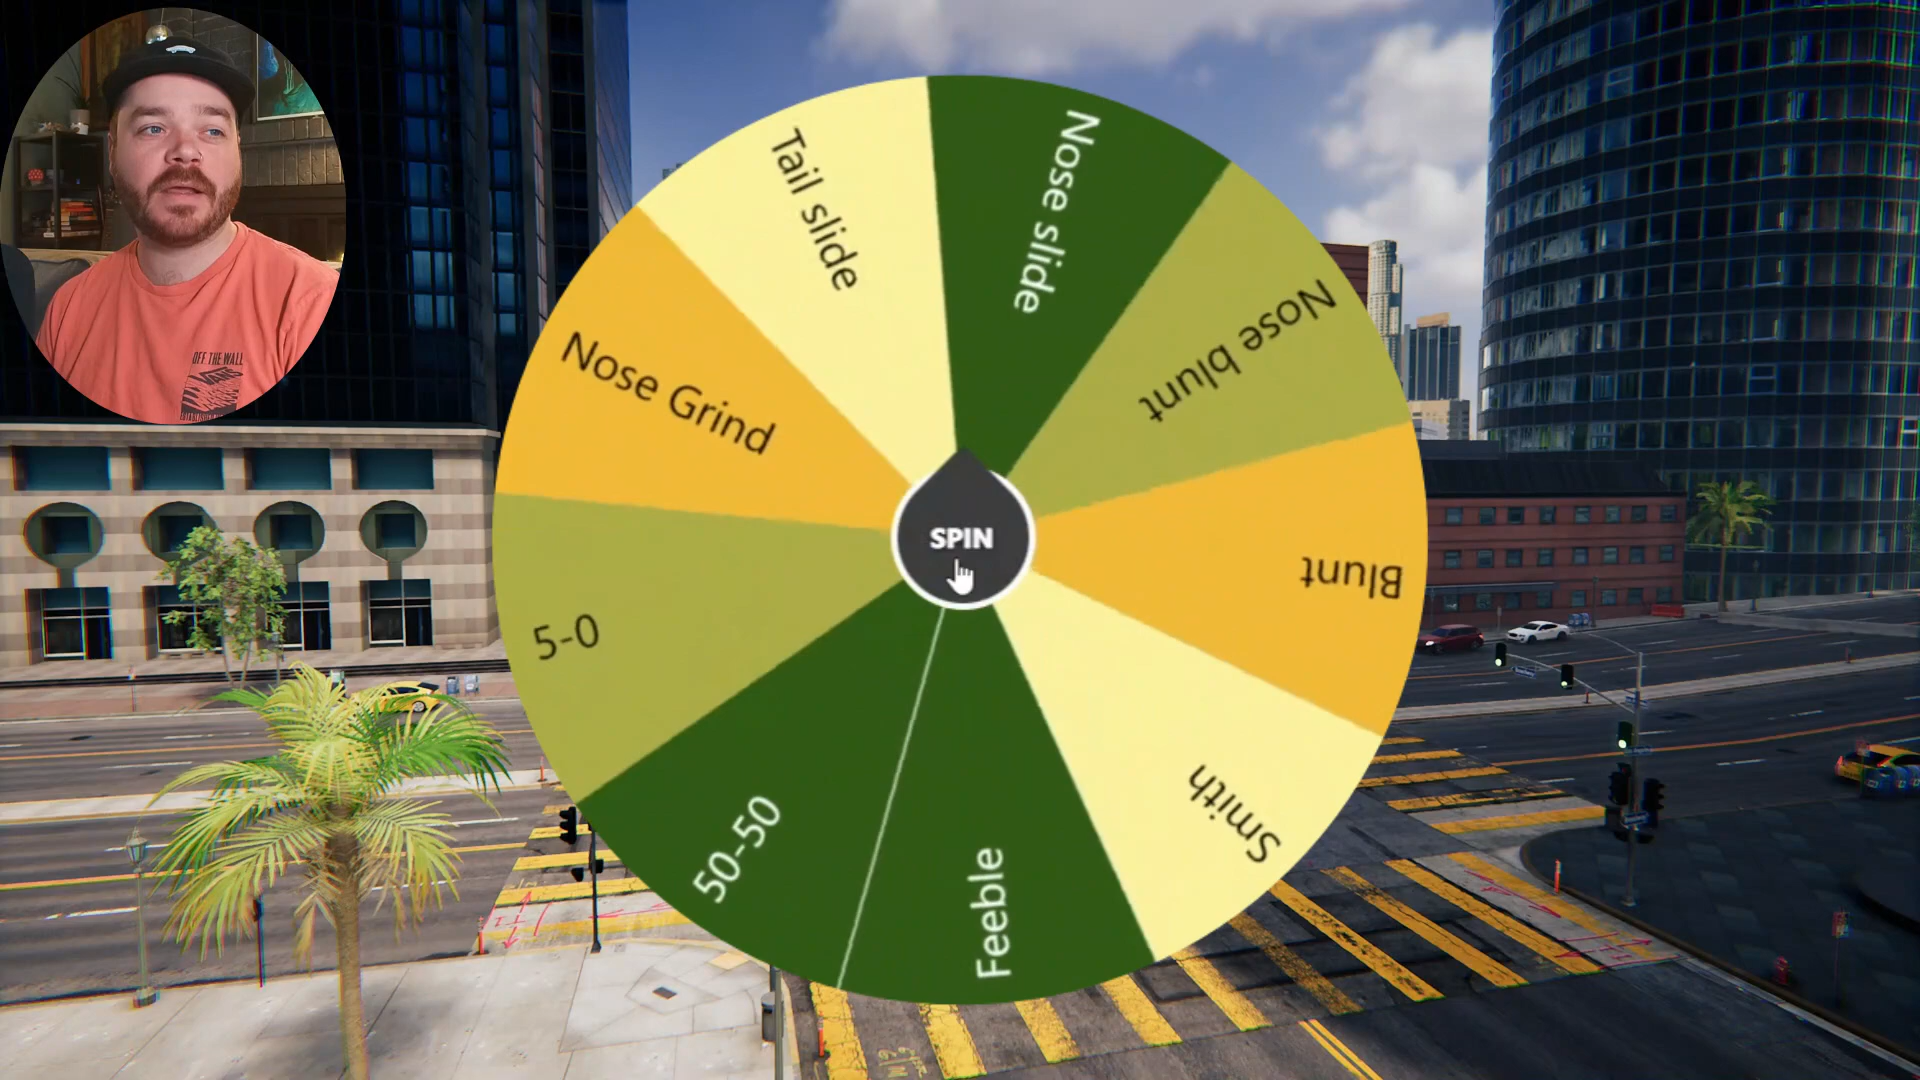 Nose slide
Nose blunt
Blunt
Smith
Feeble
50-50
5-0
Nose Grind
Tail slide
SPIN
OFF THE WALL
VANS